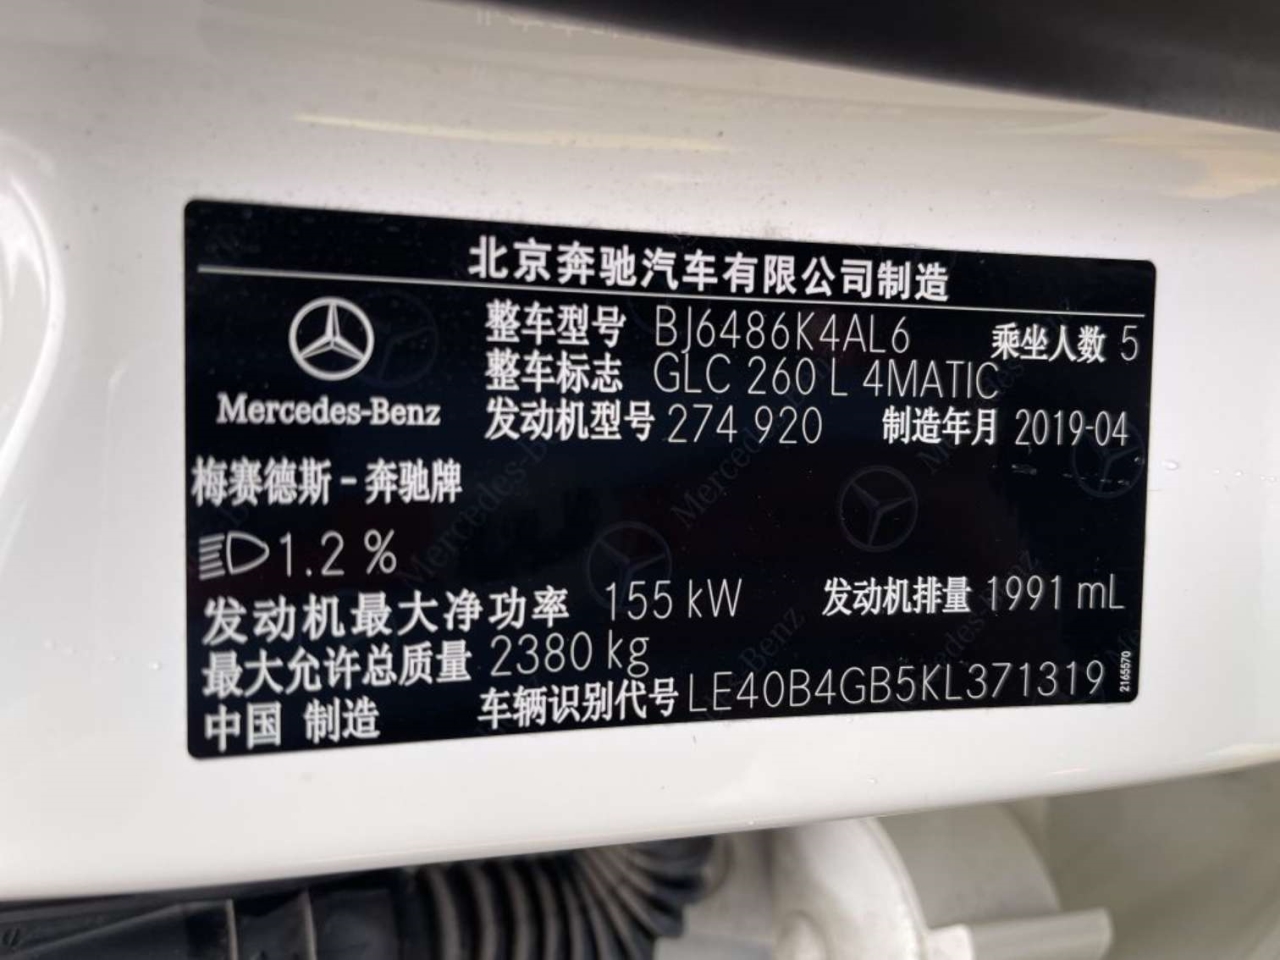 北京奔驰汽车有限公司制造
整车型号 BJ6486K4AL6 乘坐人数 5
整车标志 GLC 260 L 4MATIC
Mercedes-Benz
发动机型号 274 920 制造年月 2019-04
梅赛德斯-奔驰牌
1.2 %
发动机最大净功率 155 kW 发动机排量 1991 mL
最大允许总质量 2380 kg
中国 制造 车辆识别代号 LE40B4GB5KL371319
2165570